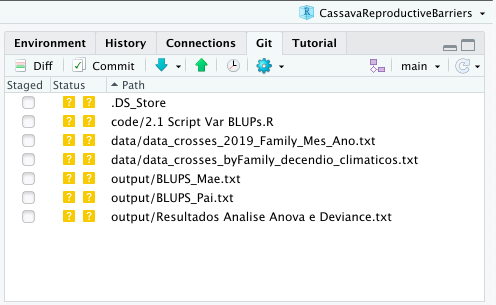 CassavaReproductiveBarriers
Environment History Connections Git Tutorial
Diff Commit main
Staged Status Path
? ? .DS_Store
? ? code/2.1 Script Var BLUPs.R
? ? data/data_crosses_2019_Family_Mes_Ano.txt
? ? data/data_crosses_byFamily_decendio_climaticos.txt
? ? output/BLUPS_Mae.txt
? ? output/BLUPS_Pai.txt
? ? output/Resultados Analise Anova e Deviance.txt